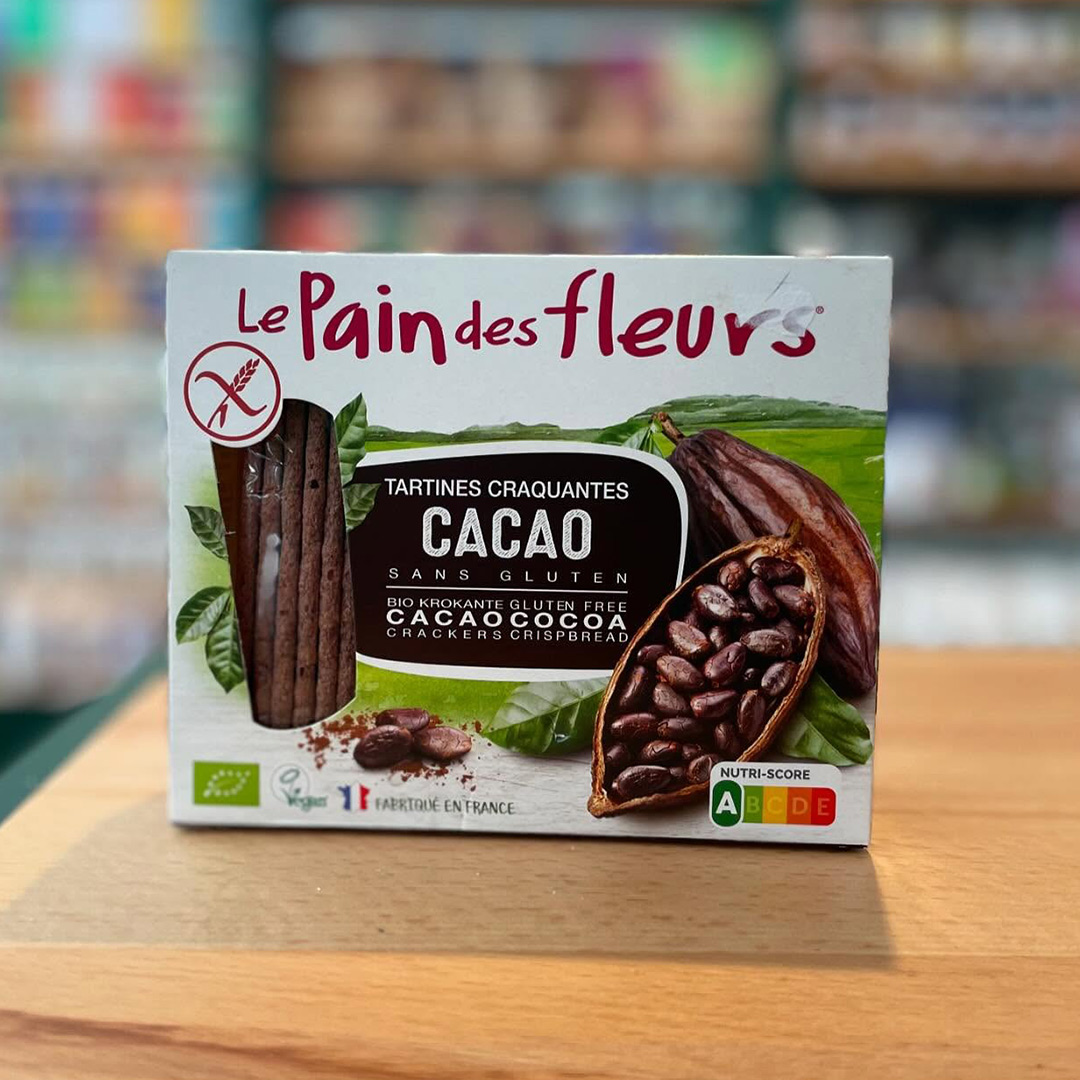 Le Pain des fleurs®
TARTINES CRAQUANTES
CACAO
SANS GLUTEN
BIO KROKANTE GLUTEN FREE
CACAO COCOA
CRACKERS CRISPBREAD
Vegan
FABRIQUÉ EN FRANCE
NUTRI-SCORE
A B C D E